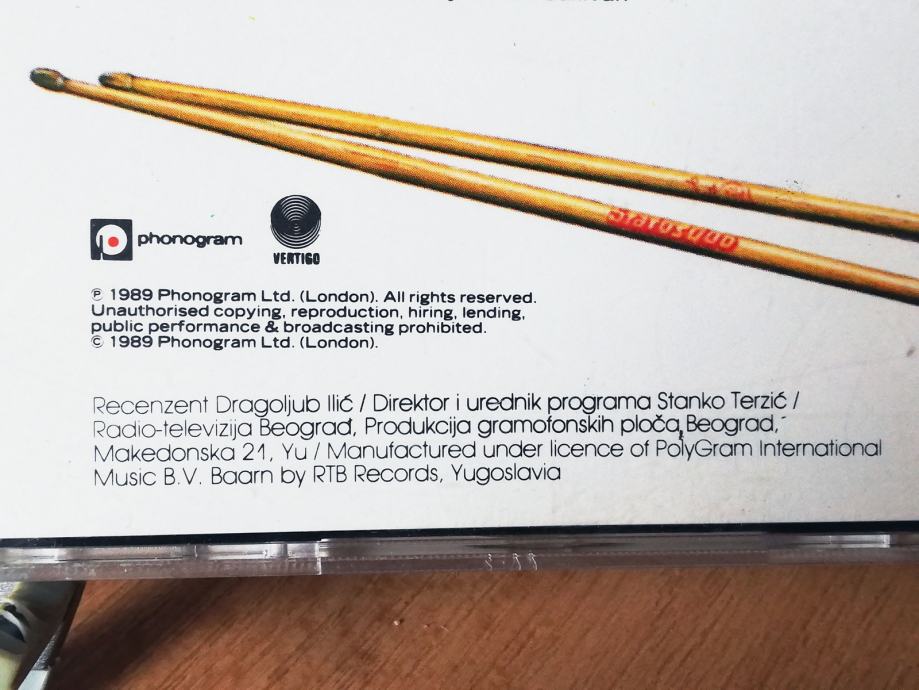 phonogram
VERTIGO
Ⓟ 1989 Phonogram Ltd. (London). All rights reserved.
Unauthorised copying, reproduction, hiring, lending,
public performance & broadcasting prohibited.
© 1989 Phonogram Ltd. (London).
Recenzent Dragoljub Ilić / Direktor i urednik programa Stanko Terzić /
Radio-televizija Beograd, Produkcija gramofonskih ploča, Beograd,
Makedonska 21, Yu / Manufactured under licence of PolyGram International
Music B.V. Baarn by RTB Records, Yugoslavia